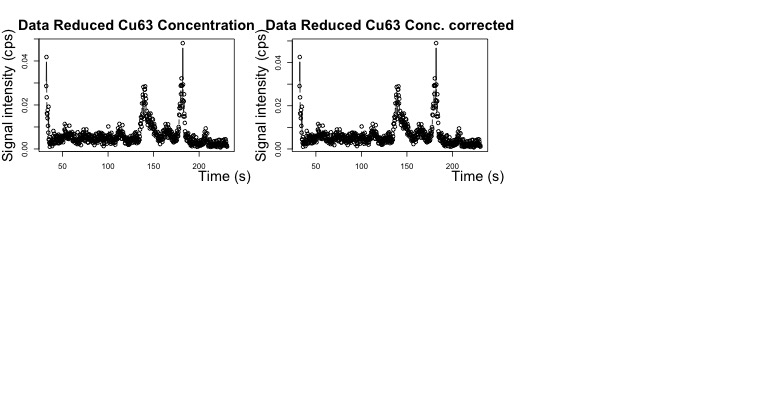 Data Reduced Cu63 Concentration
Signal intensity (cps)
0.00 0.02 0.04
50 100 150 200
Time (s)
Data Reduced Cu63 Conc. corrected
Signal intensity (cps)
0.00 0.02 0.04
50 100 150 200
Time (s)